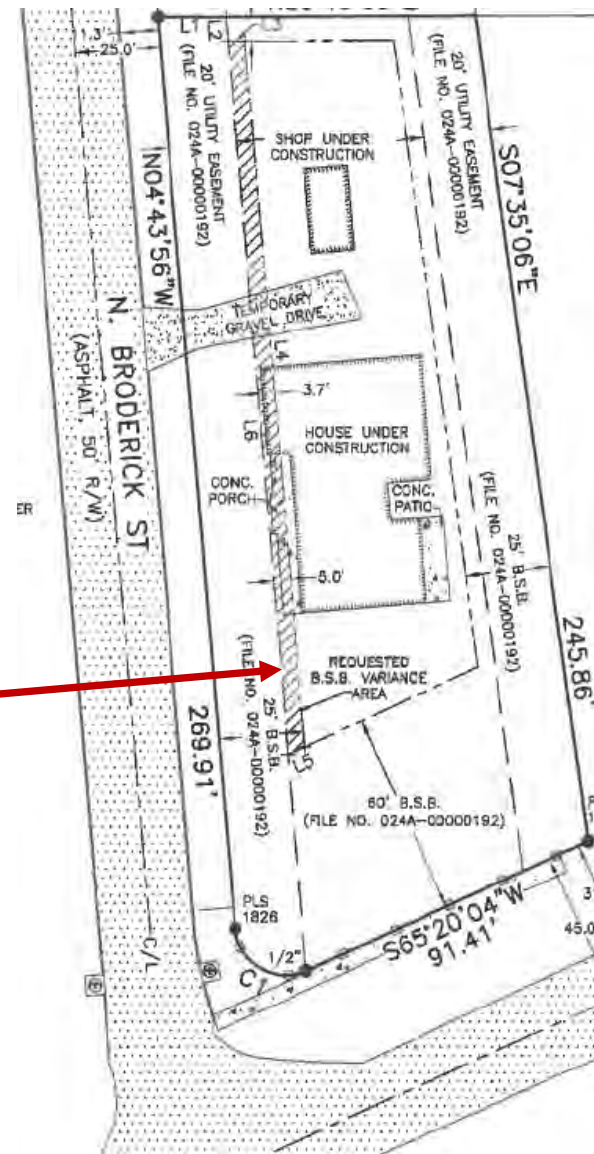 1.3'
25.0'
L1
L2
20' UTILITY EASEMENT
(FILE NO. 024A-00000192)
SHOP UNDER
CONSTRUCTION
20' UTILITY EASEMENT
(FILE NO. 024A-00000192)
S07°35'06"E
N04°43'56"W
TEMPORARY
GRAVEL DRIVE
N. BRODERICK ST
(ASPHALT, 50' R/W)
L4
3.7'
L6
HOUSE UNDER
CONSTRUCTION
CONC.
PORCH
CONC.
PATIO
ER
25' B.S.B.
(FILE NO. 024A-00000192)
5.0'
245.86'
REQUESTED
B.S.B. VARIANCE
AREA
25' B.S.B.
(FILE NO. 024A-00000192)
269.91'
L5
60' B.S.B.
(FILE NO. 024A-00000192)
PLS
1826
1/2"
C
S65°20'04"W
91.41'
45.0
3
C/L